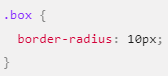 .box {
  border-radius: 10px;
}